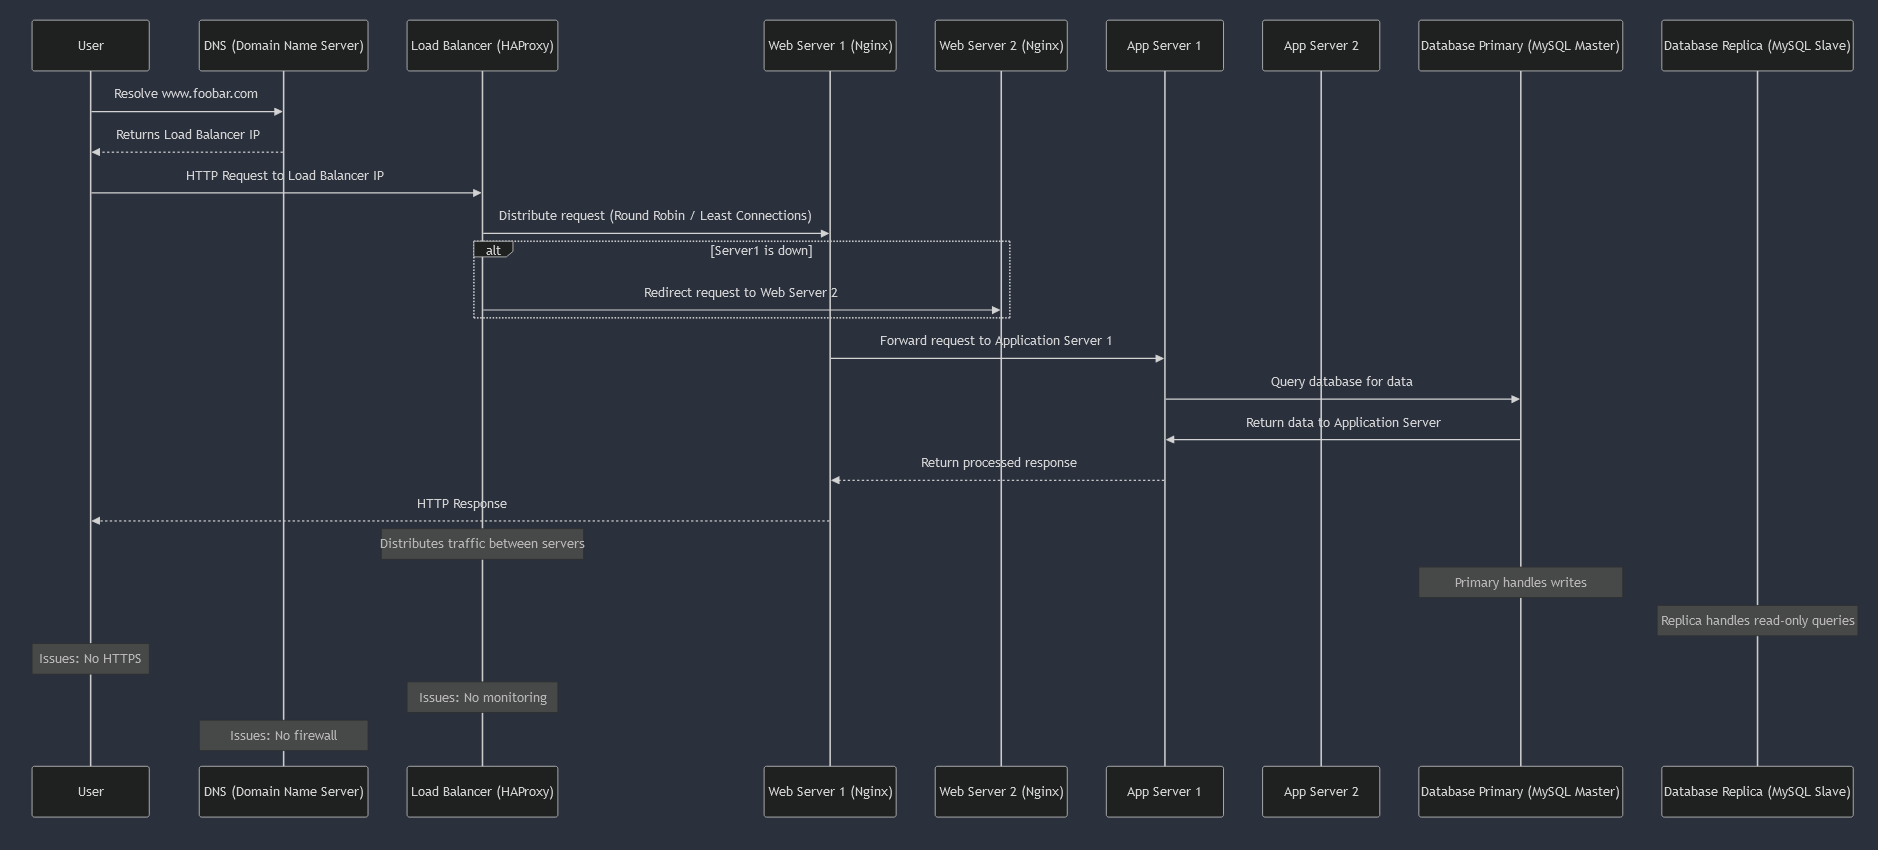 User
DNS (Domain Name Server)
Load Balancer (HAProxy)
Web Server 1 (Nginx)
Web Server 2 (Nginx)
App Server 1
App Server 2
Database Primary (MySQL Master)
Database Replica (MySQL Slave)
Resolve www.foobar.com
Returns Load Balancer IP
HTTP Request to Load Balancer IP
Distribute request (Round Robin / Least Connections)
alt
[Server1 is down]
Redirect request to Web Server 2
Forward request to Application Server 1
Query database for data
Return data to Application Server
Return processed response
HTTP Response
Distributes traffic between servers
Primary handles writes
Replica handles read-only queries
Issues: No HTTPS
Issues: No monitoring
Issues: No firewall
User
DNS (Domain Name Server)
Load Balancer (HAProxy)
Web Server 1 (Nginx)
Web Server 2 (Nginx)
App Server 1
App Server 2
Database Primary (MySQL Master)
Database Replica (MySQL Slave)